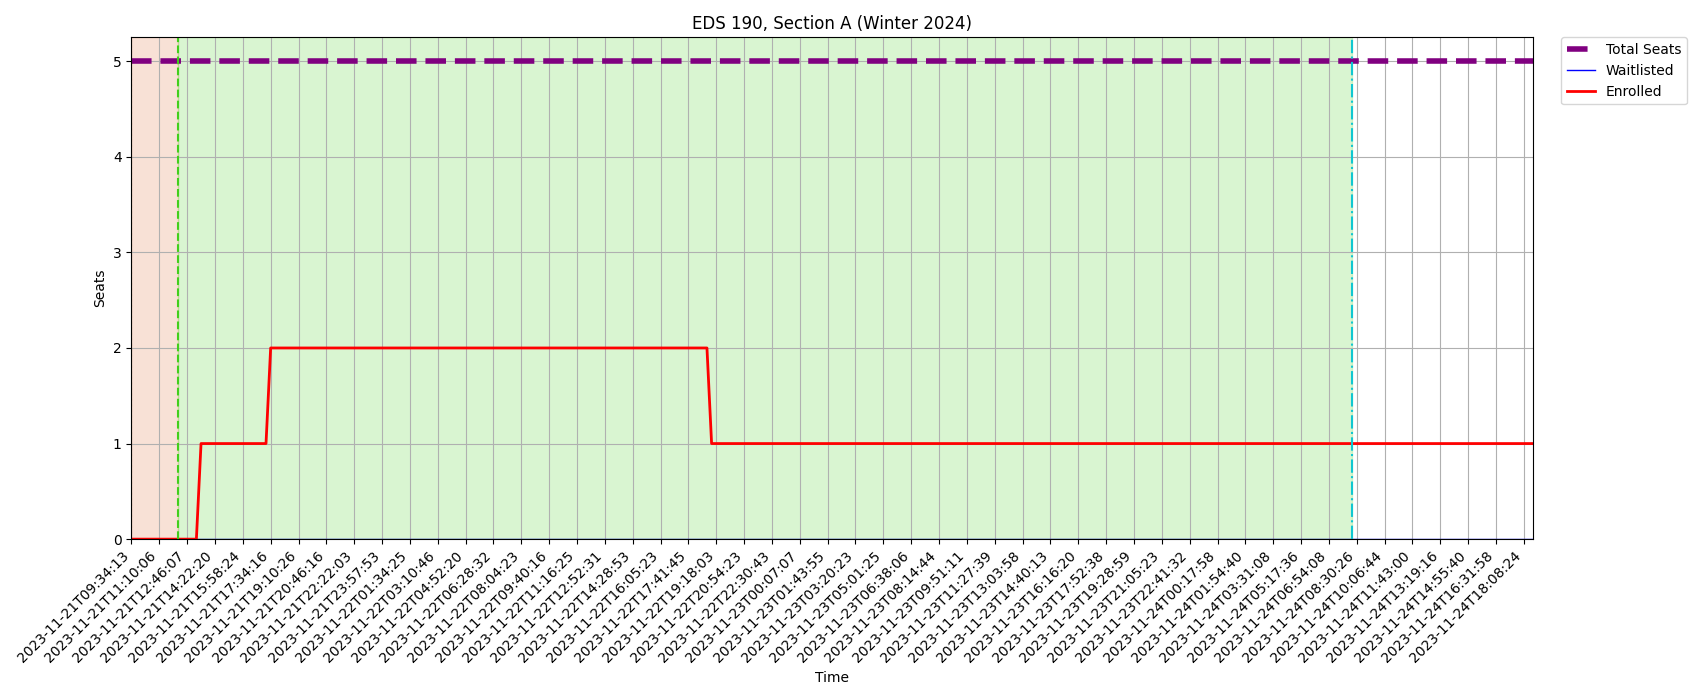 EDS 190, Section A (Winter 2024)
Total Seats
Waitlisted
Enrolled
5
4
3
2
1
0
Seats
2023-11-21T09:34:13
2023-11-21T11:10:06
2023-11-21T12:46:07
2023-11-21T14:22:20
2023-11-21T15:58:24
2023-11-21T17:34:16
2023-11-21T19:10:26
2023-11-21T20:46:16
2023-11-21T22:22:03
2023-11-21T23:57:53
2023-11-22T01:34:25
2023-11-22T03:10:46
2023-11-22T04:52:20
2023-11-22T06:28:32
2023-11-22T08:04:23
2023-11-22T09:40:16
2023-11-22T11:16:25
2023-11-22T12:52:31
2023-11-22T14:28:53
2023-11-22T16:05:23
2023-11-22T17:41:45
2023-11-22T19:18:03
2023-11-22T20:54:23
2023-11-22T22:30:43
2023-11-23T00:07:07
2023-11-23T01:43:55
2023-11-23T03:20:23
2023-11-23T05:01:25
2023-11-23T06:38:06
2023-11-23T08:14:44
2023-11-23T09:51:11
2023-11-23T11:27:39
2023-11-23T13:03:58
2023-11-23T14:40:13
2023-11-23T16:16:20
2023-11-23T17:52:38
2023-11-23T19:28:59
2023-11-23T21:05:23
2023-11-23T22:41:32
2023-11-24T00:17:58
2023-11-24T01:54:40
2023-11-24T03:31:08
2023-11-24T05:17:36
2023-11-24T06:54:08
2023-11-24T08:30:26
2023-11-24T10:06:44
2023-11-24T11:43:00
2023-11-24T13:19:16
2023-11-24T14:55:40
2023-11-24T16:31:58
2023-11-24T18:08:24
Time